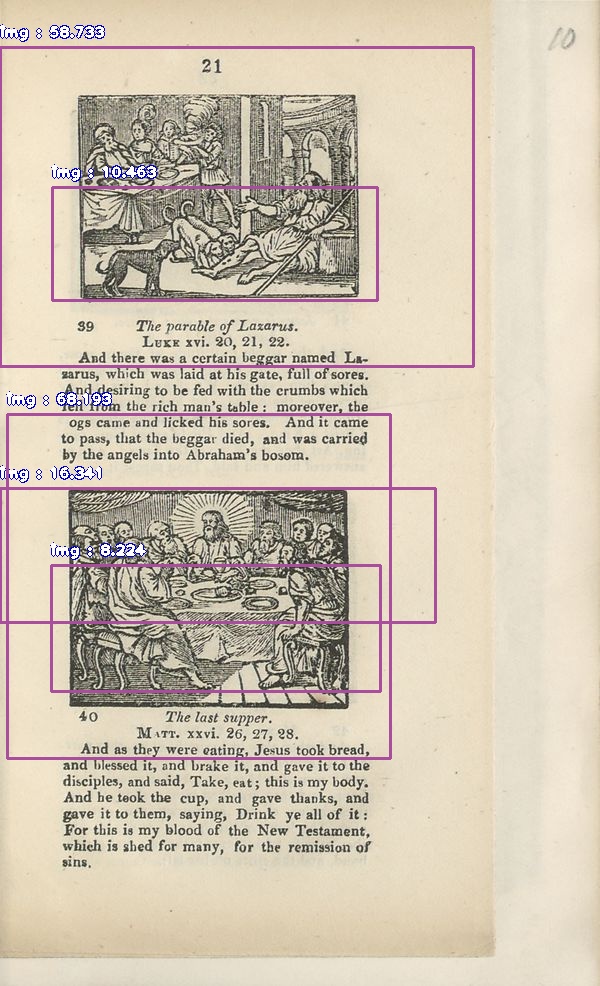 img : 58.733
10
21
img : 10.463
39 The parable of Lazarus.
LUKE xvi. 20, 21, 22.
And there was a certain beggar named La-
zarus, which was laid at his gate, full of sores.
And desiring to be fed with the crumbs which
img : 68.193
fell from the rich man's table : moreover, the
ogs came and licked his sores. And it came
to pass, that the beggar died, and was carried
by the angels into Abraham's bosom.
img : 16.341
img : 8.224
40 The last supper.
MATT. xxvi. 26, 27, 28.
And as they were eating, Jesus took bread,
and blessed it, and brake it, and gave it to the
disciples, and said, Take, eat ; this is my body.
And he took the cup, and gave thanks, and
gave it to them, saying, Drink ye all of it :
For this is my blood of the New Testament,
which is shed for many, for the remission of
sins.